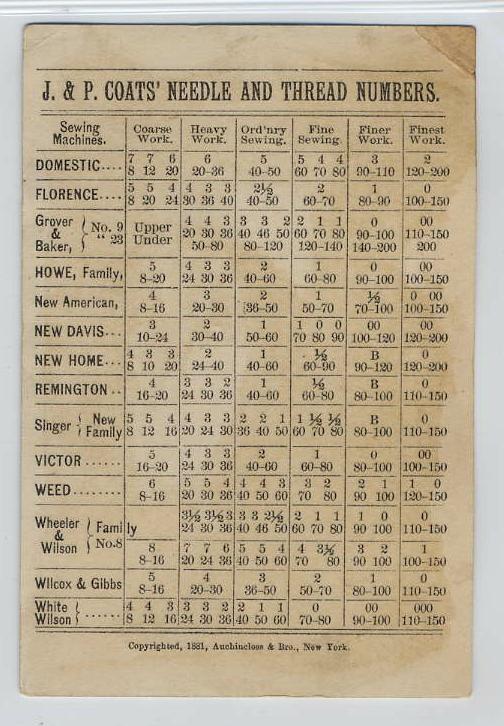 J. & P. COATS' NEEDLE AND THREAD NUMBERS.
Sewing Machines. Coarse Work. Heavy Work. Ord'nry Sewing. Fine Sewing. Finer Work. Finest Work.
7 7 6 6 5 5 4 4 3 2
DOMESTIC.... 8 12 20 20-36 40-50 60 70 80 90-110 120-200
5 5 4 4 3 3 2½ 2 1 0
FLORENCE.... 8 20 24 30 36 40 40-50 60-70 80-90 100-150
Grover & Baker, { No. 9 Upper 4 4 3 3 3 2 2 1 1 0 00
20 30 36 40 46 50 60 70 80 90-100 110-150
" 23 Under 50-80 80-120 120-140 140-200 200
5 4 3 3 2 1 0 00
HOWE, Family, 8-20 24 30 36 40-60 60-80 90-100 100-150
4 3 2 1 ½ 0 00
New American, 8-16 20-30 36-50 50-70 70-100 100-150
3 2 1 1 0 0 00 00
NEW DAVIS... 10-24 30-40 50-60 70 80 90 100-120 120-200
4 3 3 2 1 ½ B 0
NEW HOME... 8 10 20 24-40 40-60 60-90 90-120 120-200
4 3 3 2 1 ½ B 0
REMINGTON.. 16-20 24 30 36 40-60 60-80 80-100 110-150
Singer { New Family 5 5 4 4 3 3 2 2 1 1 ½ ½ B 0
8 12 16 20 24 30 36 40 50 60 70 80 80-100 110-150
5 4 3 3 2 1 0 00
VICTOR...... 16-20 24 30 36 40-60 60-80 80-100 100-150
6 5 5 4 4 4 3 3 2 2 1 1 0
WEED........ 8-16 20 30 36 40 50 60 70 80 90 100 120-150
Wheeler & Wilson { Family 3½ 3½ 3 3 3 2½ 2 1 1 1 0 0
24 30 36 40 46 50 60 70 80 90 100 110-150
No.8 8 7 7 6 5 5 4 4 3½ 3 2 1
8-16 20 24 36 40 50 60 70 80 90 100 100-150
5 4 3 2 1 0
Wilcox & Gibbs 8-16 20-30 36-50 50-70 80-100 110-150
White Wilson } ...... 4 4 3 3 3 2 2 1 1 0 00 000
8 12 16 24 30 36 40 50 60 70-80 90-100 110-150
Copyrighted, 1881, Auchincloss & Bro., New York.